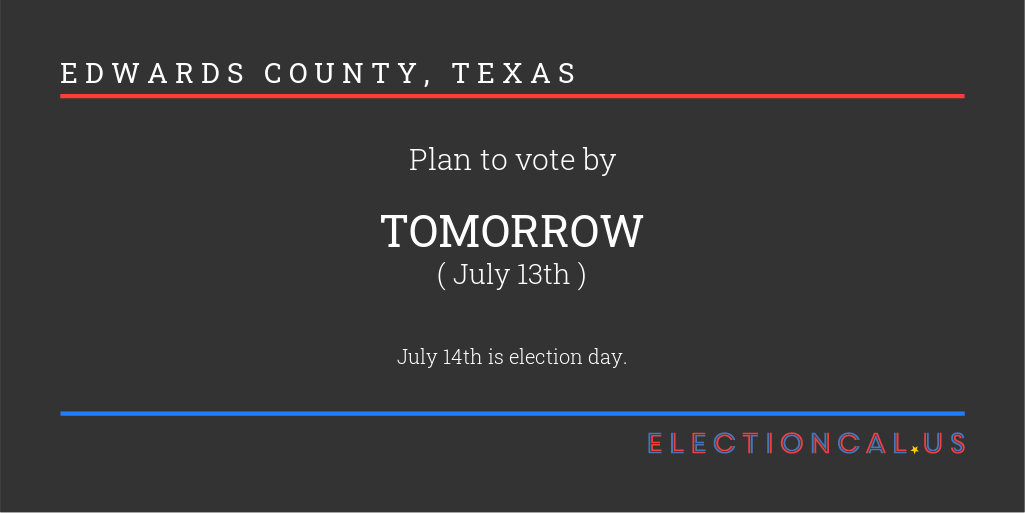 EDWARDS COUNTY, TEXAS
Plan to vote by
TOMORROW
( July 13th )
July 14th is election day.
ELECTIONCAL.US